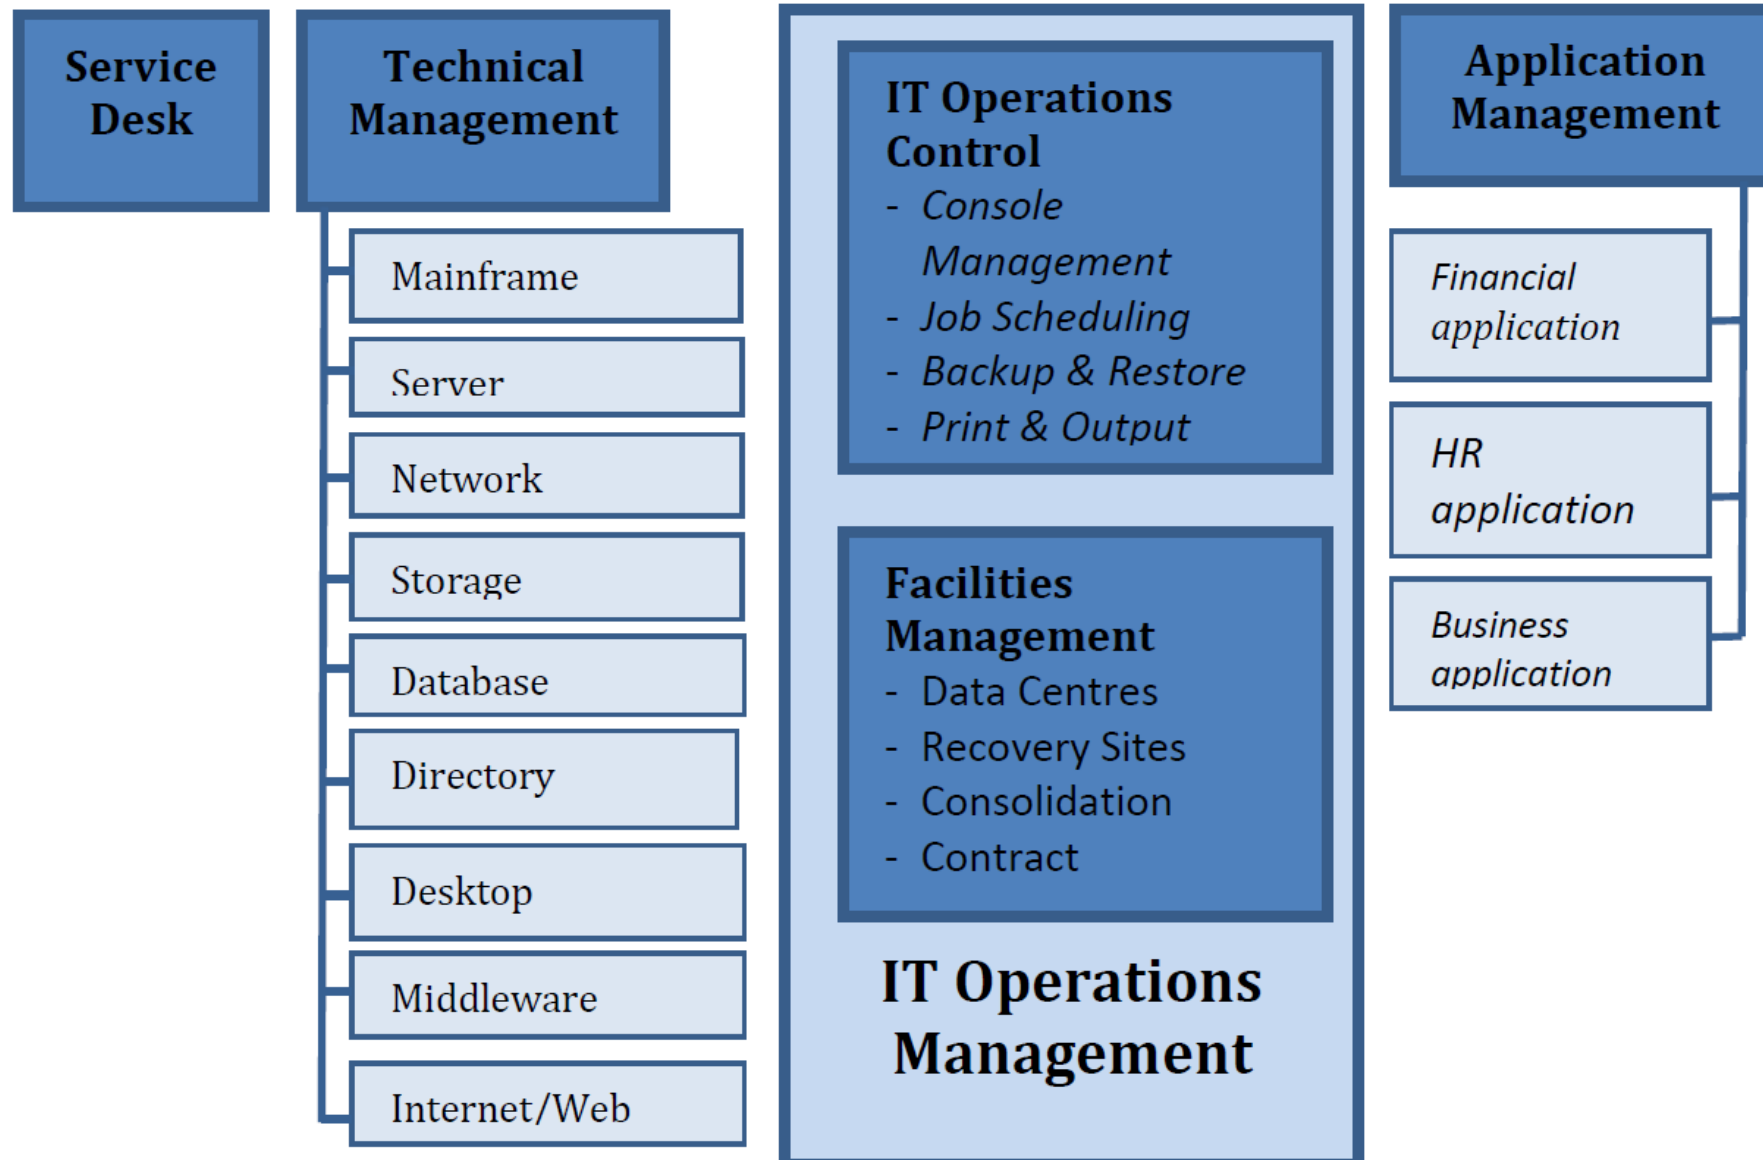 Service
Desk
Technical
Management
Mainframe
Server
Network
Storage
Database
Directory
Desktop
Middleware
Internet/Web
IT Operations
Control
- Console
Management
- Job Scheduling
- Backup & Restore
- Print & Output
Facilities
Management
- Data Centres
- Recovery Sites
- Consolidation
- Contract
IT Operations
Management
Application
Management
Financial
application
HR
application
Business
application